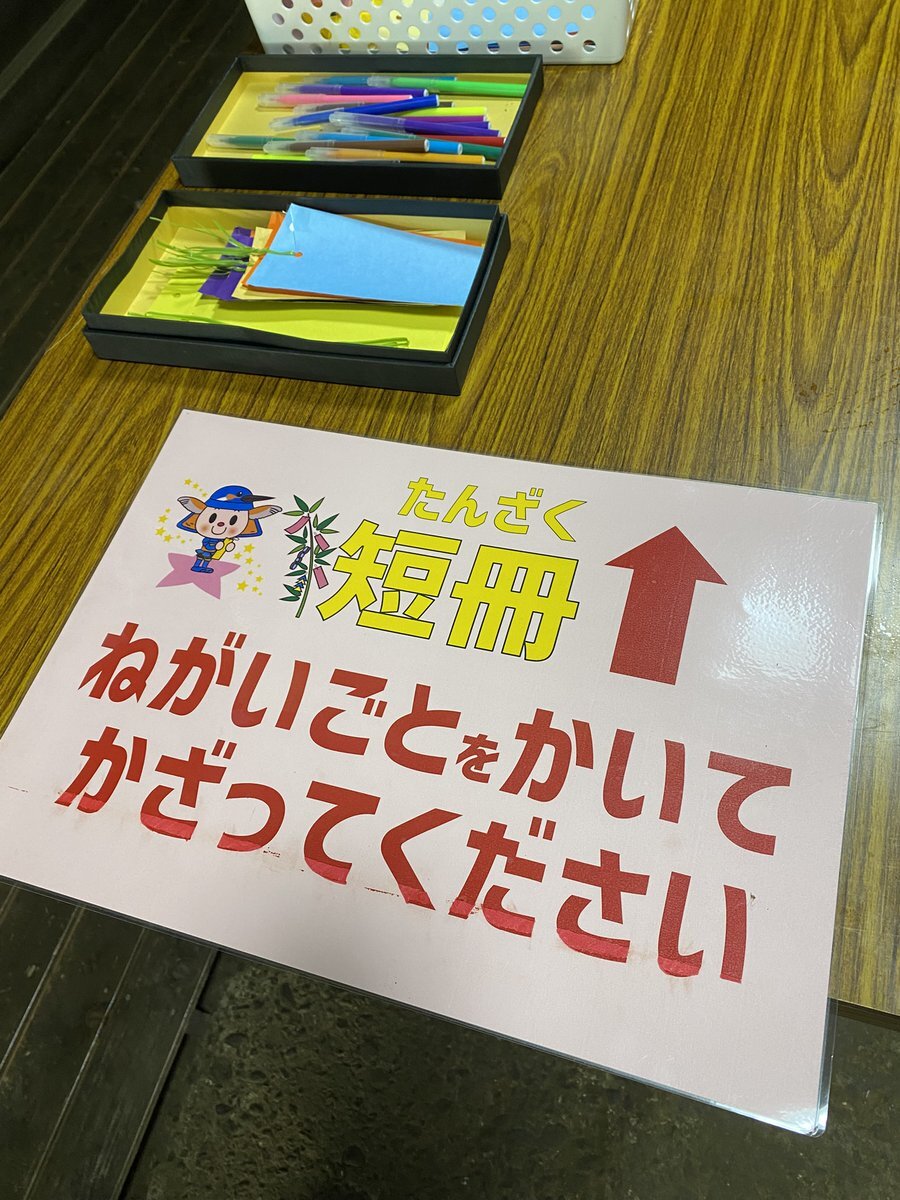 たんざく
短冊
ねがいごとをかいて
かざってください